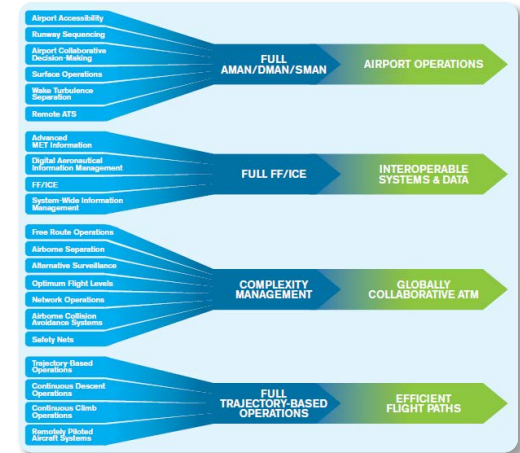 Airport Accessibility
Runway Sequencing
Airport Collaborative
Decision-Making
Surface Operations
Wake Turbulence
Separation
Remote ATS
FULL
AMAN/DMAN/SMAN
AIRPORT OPERATIONS
Advanced
MET Information
Digital Aeronautical
Information Management
FF/ICE
System-Wide Information
Management
FULL FF/ICE
INTEROPERABLE
SYSTEMS & DATA
Free Route Operations
Airborne Separation
Alternative Surveillance
Optimum Flight Levels
Network Operations
Airborne Collision
Avoidance Systems
Safety Nets
COMPLEXITY
MANAGEMENT
GLOBALLY
COLLABORATIVE ATM
Trajectory-Based
Operations
Continuous Descent
Operations
Continuous Climb
Operations
Remotely Piloted
Aircraft Systems
FULL
TRAJECTORY-BASED
OPERATIONS
EFFICIENT
FLIGHT PATHS